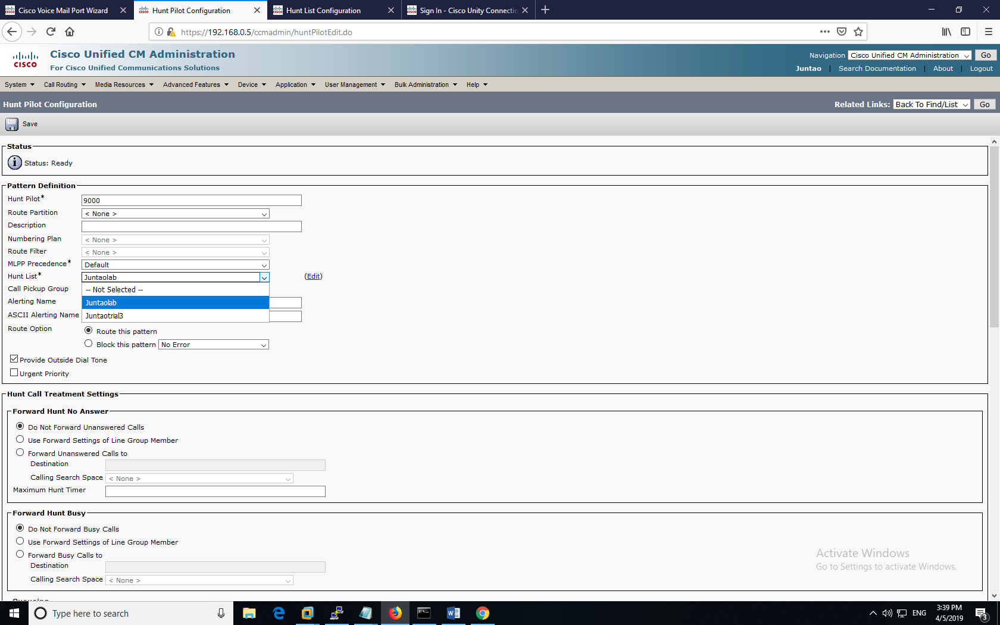 Cisco Voice Mail Port Wizard
Hunt Pilot Configuration
Hunt List Configuration
Sign In - Cisco Unity Connectio
https://192.168.0.5/ccmadmin/huntPilotEdit.do
CISCO
Cisco Unified CM Administration
For Cisco Unified Communications Solutions
Navigation Cisco Unified CM Administration Go
Juntao | Search Documentation | About | Logout
System Call Routing Media Resources Advanced Features Device Application User Management Bulk Administration Help
Hunt Pilot Configuration
Related Links: Back To Find/List Go
Save
Status
Status: Ready
Pattern Definition
Hunt Pilot* 9000
Route Partition < None >
Description
Numbering Plan < None >
Route Filter < None >
MLPP Precedence* Default
Hunt List* Juntaolab (Edit)
-- Not Selected --
Juntaolab
Juntaotrial3
Call Pickup Group
Alerting Name
ASCII Alerting Name
Route Option Route this pattern
Block this pattern No Error
Provide Outside Dial Tone
Urgent Priority
Hunt Call Treatment Settings
Forward Hunt No Answer
Do Not Forward Unanswered Calls
Use Forward Settings of Line Group Member
Forward Unanswered Calls to
Destination
Calling Search Space < None >
Maximum Hunt Timer
Forward Hunt Busy
Do Not Forward Busy Calls
Use Forward Settings of Line Group Member
Forward Busy Calls to
Destination
Calling Search Space < None >
Queuing
Activate Windows
Go to Settings to activate Windows.
Type here to search
ENG
3:39 PM
4/5/2019
3